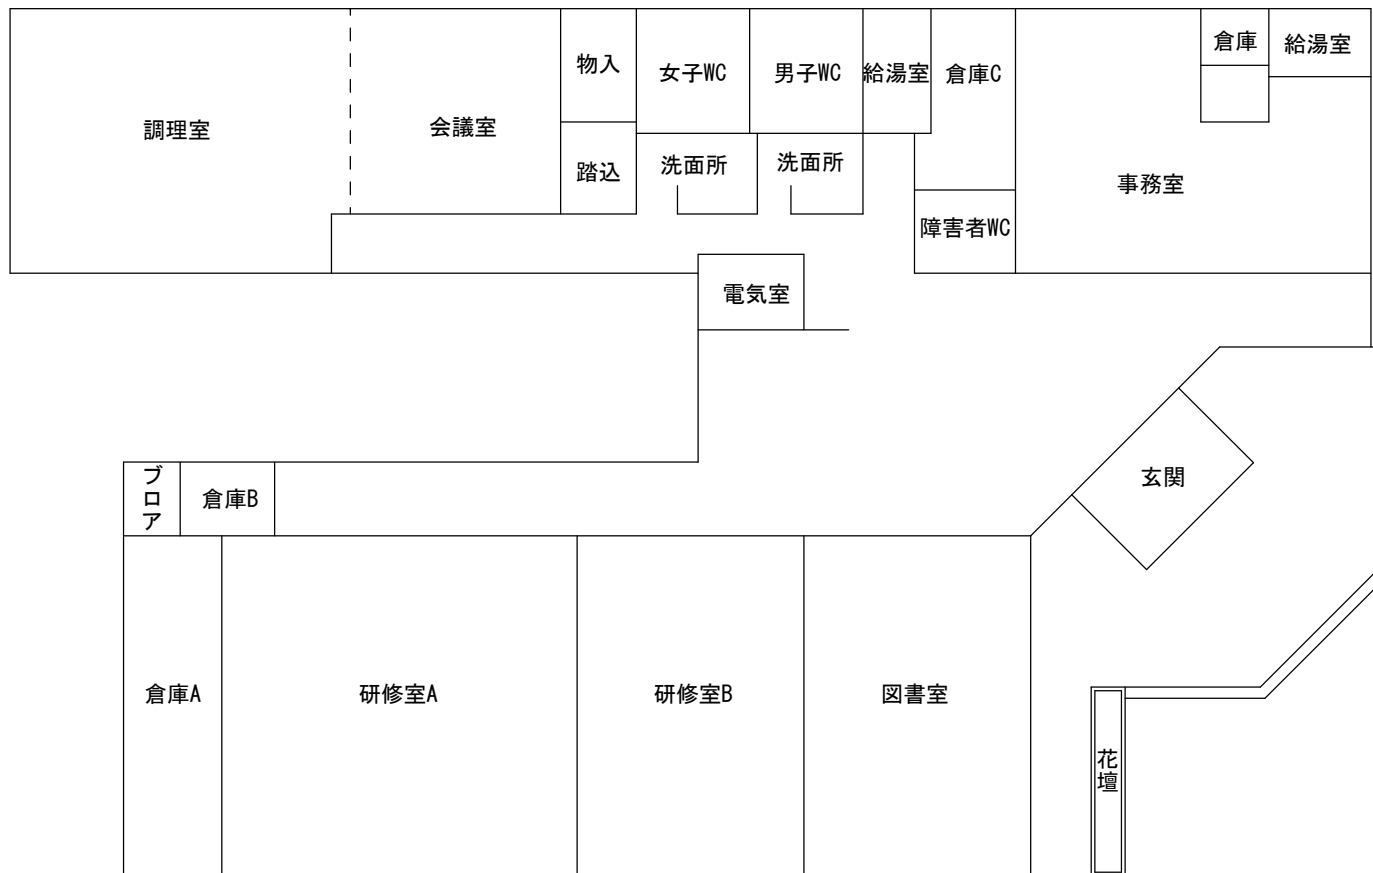 調理室
会議室
物入
踏込
女子WC
男子WC
給湯室
倉庫C
倉庫
給湯室
洗面所
洗面所
障害者WC
事務室
電気室
玄関
ブロア
倉庫B
倉庫A
研修室A
研修室B
図書室
花壇